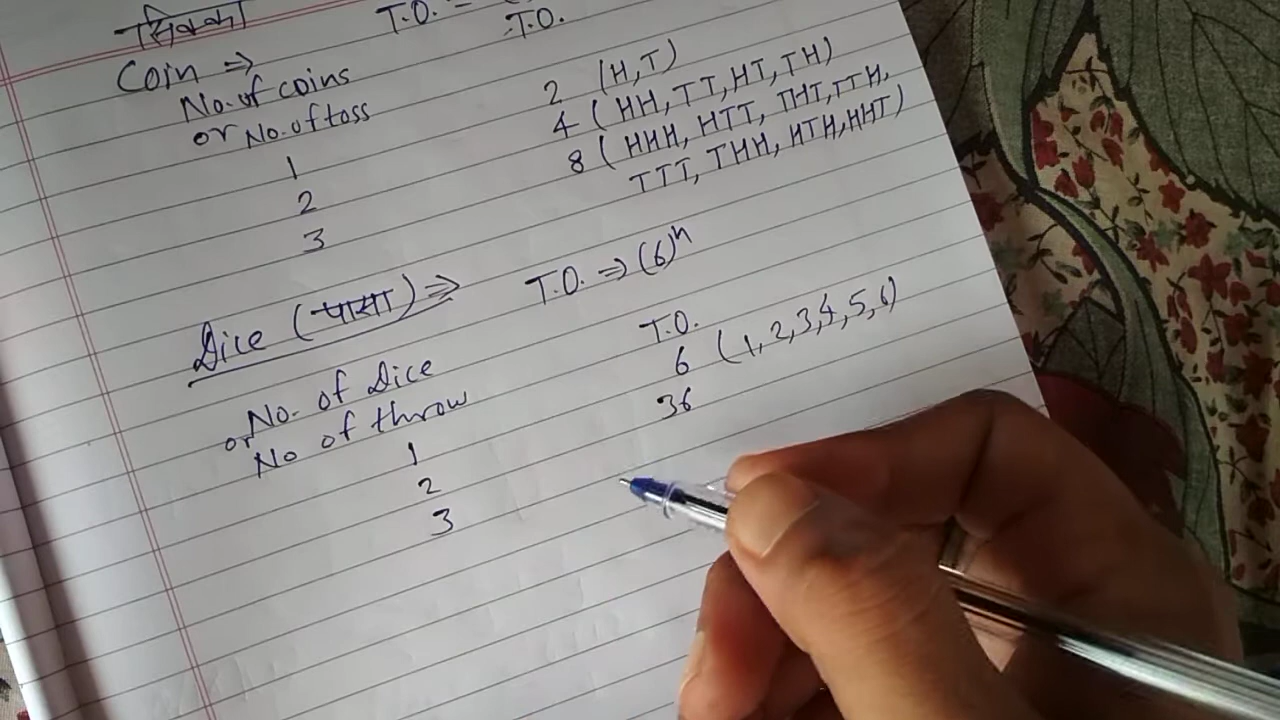 सिक्का T.O. =
Coin ⇒ T.O.
No. of coins
or No. of toss
1 2 (H,T)
2 4 (HH, TT, HT, TH)
3 8 (HHH, HTT, THT, TTH,
TTT, THH, HTH, HHT)
Dice (पासा) ⇒ T.O. ⇒ (6)ⁿ
No. of Dice T.O.
or No of throw
1 6 (1,2,3,4,5,6)
2 36
3